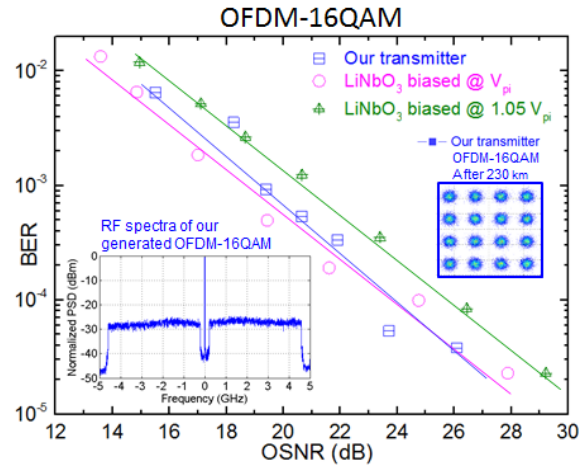 OFDM-16QAM
Our transmitter
LiNbO3 biased @ Vpi
LiNbO3 biased @ 1.05 Vpi
Our transmitter
OFDM-16QAM
After 230 km
RF spectra of our
generated OFDM-16QAM
Normalized PSD (dBm)
0
-10
-20
-30
-40
-50
-5 -4 -3 -2 -1 0 1 2 3 4 5
Frequency (GHz)
BER
10-2
10-3
10-4
10-5
12 14 16 18 20 22 24 26 28 30
OSNR (dB)